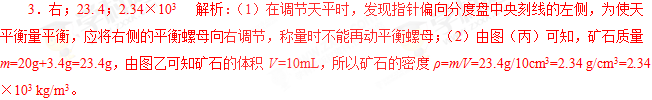 3．右；23.4；2.34×10³　解析：（1）在调节天平时，发现指针偏向分度盘中央刻线的左侧，为使天
平衡量平衡，应将右侧的平衡螺母向右调节，称量时不能再动平衡螺母；（2）由图（丙）可知，矿石质量
m=20g+3.4g=23.4g，由图乙可知矿石的体积 V=10mL，所以矿石的密度 ρ=m/V=23.4g/10cm³=2.34 g/cm³=2.34
×10³ kg/m³。